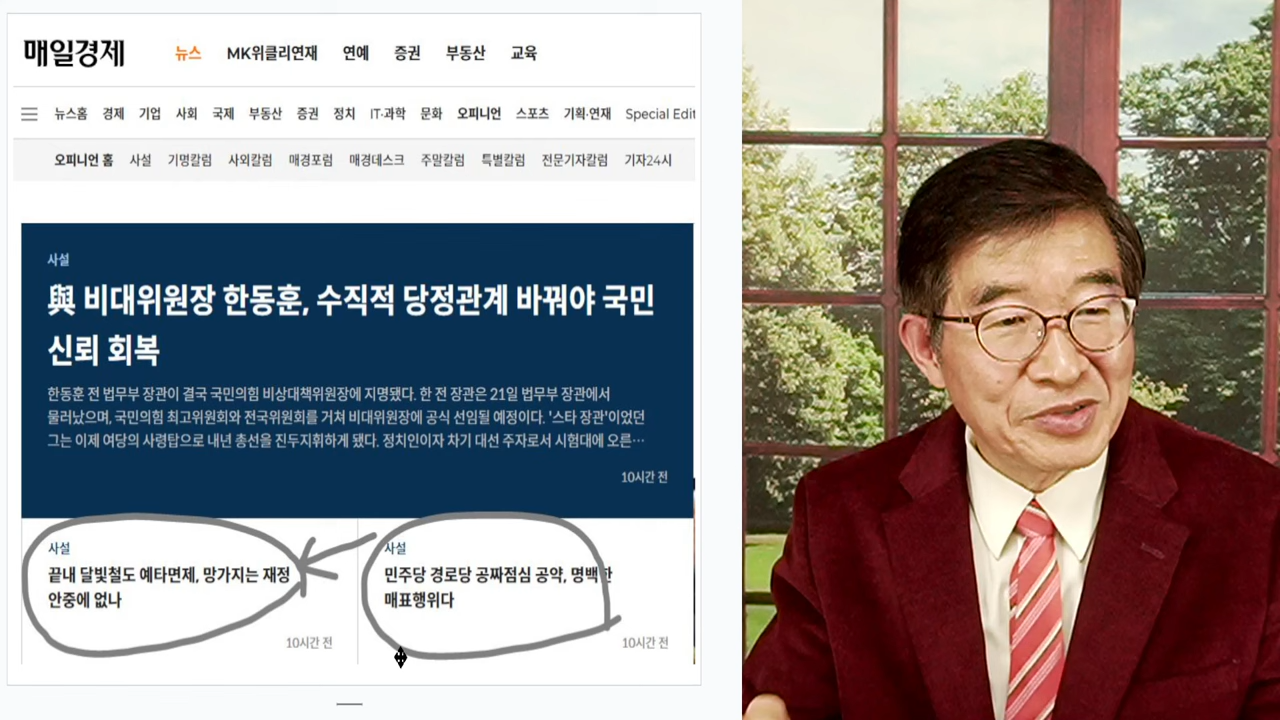 매일경제
뉴스 MK위클리연재 연예 증권 부동산 교육
뉴스홈 경제 기업 사회 국제 부동산 증권 정치 IT·과학 문화 오피니언 스포츠 기획·연재 Special Edit
오피니언 홈 사설 기명칼럼 사외칼럼 매경포럼 매경데스크 주말칼럼 특별칼럼 전문기자칼럼 기자24시
사설
與 비대위원장 한동훈, 수직적 당정관계 바꿔야 국민
신뢰 회복
한동훈 전 법무부 장관이 결국 국민의힘 비상대책위원장에 지명됐다. 한 전 장관은 21일 법무부 장관에서
물러났으며, 국민의힘 최고위원회와 전국위원회를 거쳐 비대위원장에 공식 선임될 예정이다. '스타 장관'이었던
그는 이제 여당의 사령탑으로 내년 총선을 진두지휘하게 됐다. 정치인이자 차기 대선 주자로서 시험대에 오른…
10시간 전
사설
끝내 달빛철도 예타면제, 망가지는 재정
안중에 없나
10시간 전
사설
민주당 경로당 공짜점심 공약, 명백한
매표행위다
10시간 전